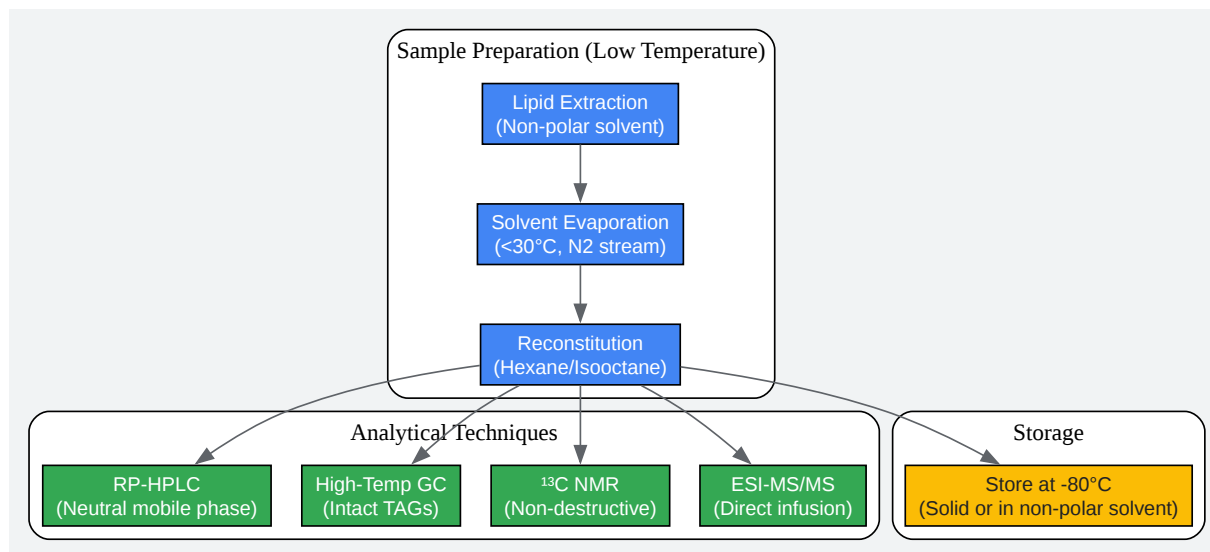 Sample Preparation (Low Temperature)
Lipid Extraction
(Non-polar solvent)
Solvent Evaporation
(<30°C, N2 stream)
Reconstitution
(Hexane/Isooctane)
Analytical Techniques
RP-HPLC
(Neutral mobile phase)
High-Temp GC
(Intact TAGs)
¹³C NMR
(Non-destructive)
ESI-MS/MS
(Direct infusion)
Storage
Store at -80°C
(Solid or in non-polar solvent)